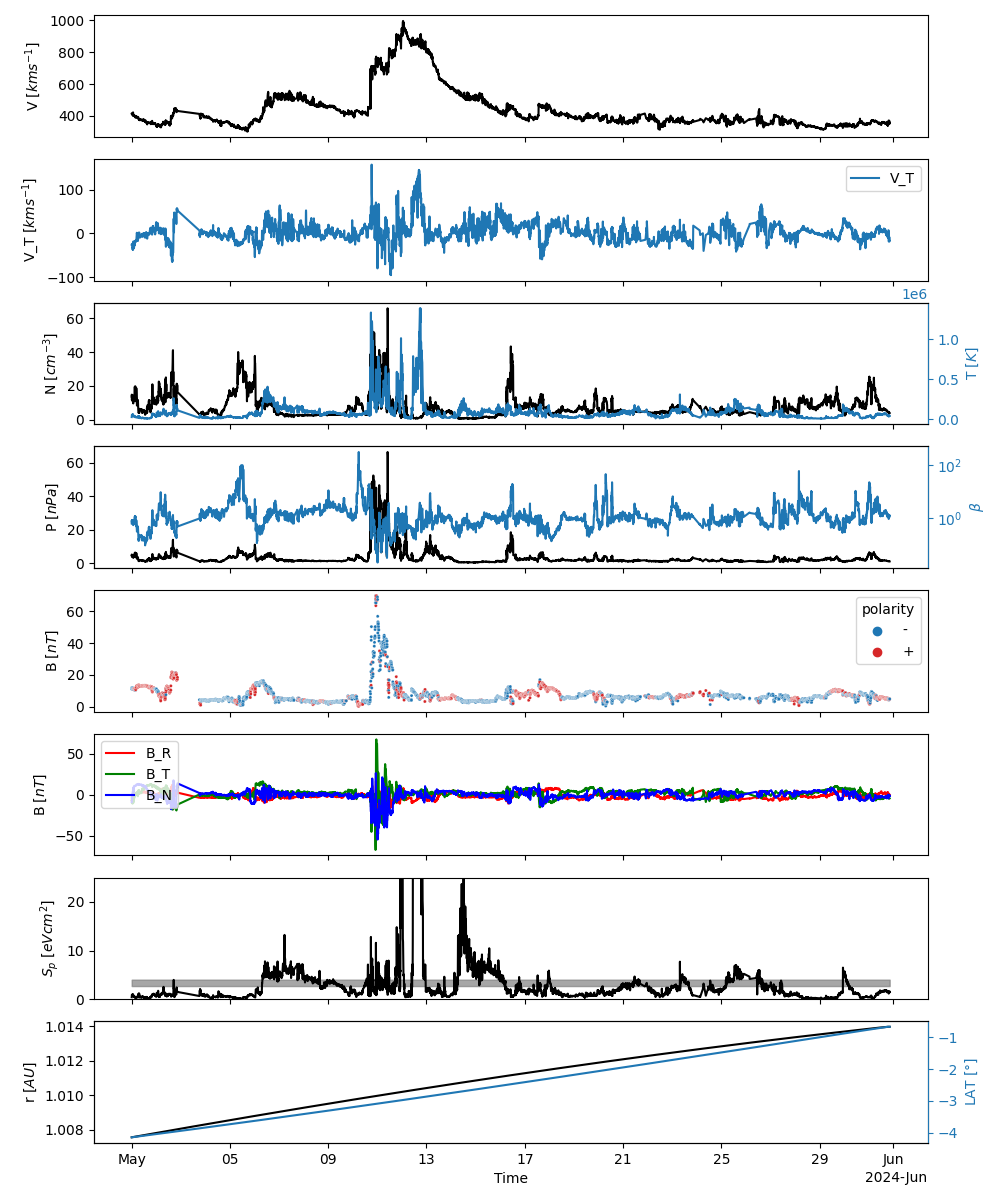 1000
800
600
400
V [kms⁻¹]
100
0
−100
V_T [kms⁻¹]
V_T
1e6
60
40
20
0
N [cm⁻³]
1.0
0.5
0.0
T [K]
60
40
20
0
P [nPa]
10²
10⁰
β
60
40
20
0
B [nT]
polarity
-
+
50
0
−50
B [nT]
B_R
B_T
B_N
20
10
0
Sₚ [eVcm²]
1.014
1.012
1.010
1.008
r [AU]
−1
−2
−3
−4
LAT [°]
May 05 09 13 17 21 25 29 Jun
Time
2024-Jun